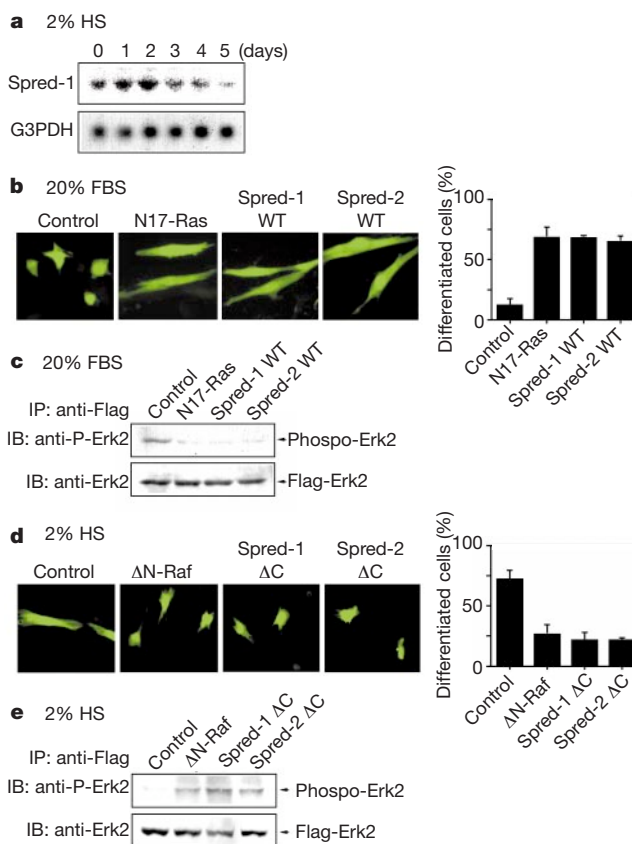 a 2% HS
0 1 2 3 4 5 (days)
Spred-1
G3PDH
b 20% FBS
Control N17-Ras Spred-1 WT Spred-2 WT
Differentiated cells (%)
100
50
0
Control N17-Ras Spred-1 WT Spred-2 WT
c 20% FBS
Control N17-Ras Spred-1 WT Spred-2 WT
IP: anti-Flag
IB: anti-P-Erk2 Phospo-Erk2
IB: anti-Erk2 Flag-Erk2
d 2% HS
Control ΔN-Raf Spred-1 ΔC Spred-2 ΔC
Differentiated cells (%)
100
50
0
Control ΔN-Raf Spred-1 ΔC Spred-2 ΔC
e 2% HS
Control ΔN-Raf Spred-1 ΔC Spred-2 ΔC
IP: anti-Flag
IB: anti-P-Erk2 Phospo-Erk2
IB: anti-Erk2 Flag-Erk2